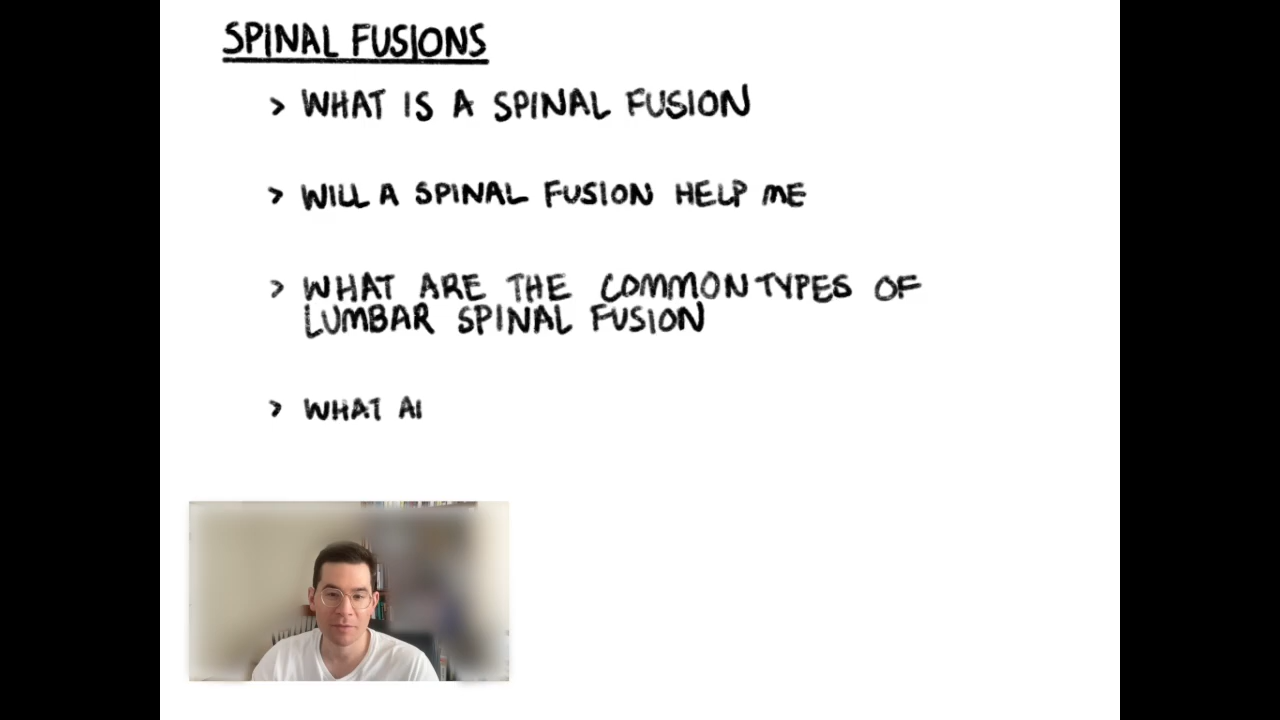 SPINAL FUSIONS
> WHAT IS A SPINAL FUSION
> WILL A SPINAL FUSION HELP ME
> WHAT ARE THE COMMON TYPES OF
LUMBAR SPINAL FUSION
> WHAT